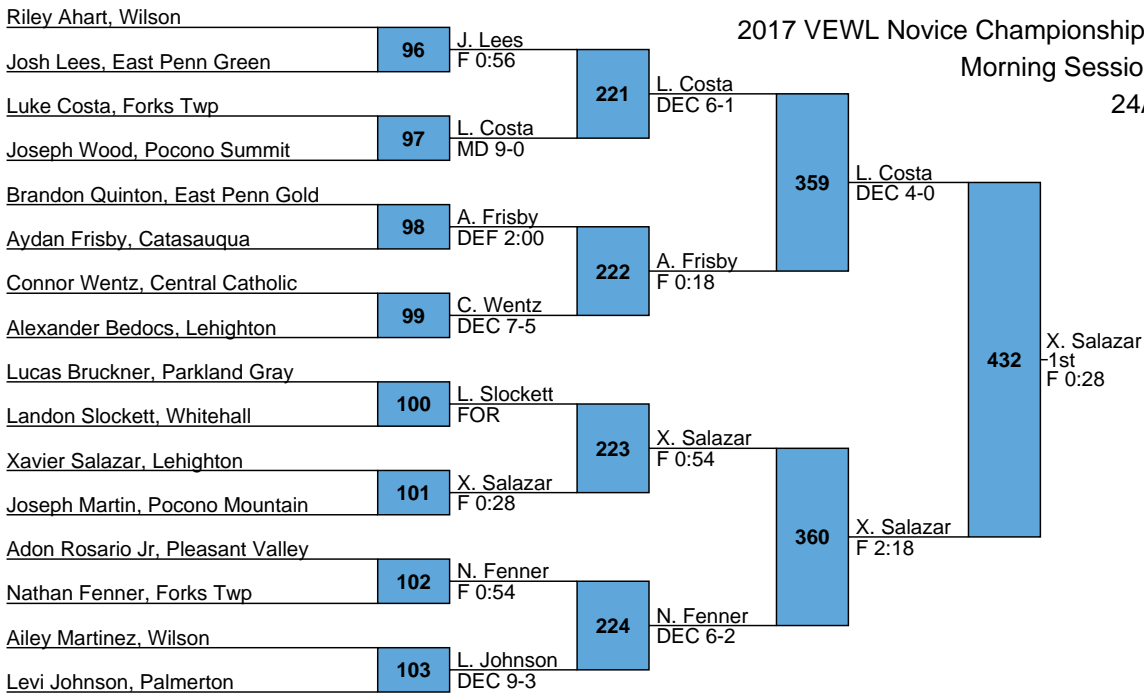 2017 VEWL Novice Championship
Morning Sessio
24
Riley Ahart, Wilson
96
J. Lees
F 0:56
Josh Lees, East Penn Green
221
L. Costa
DEC 6-1
Luke Costa, Forks Twp
97
L. Costa
MD 9-0
Joseph Wood, Pocono Summit
359
L. Costa
DEC 4-0
Brandon Quinton, East Penn Gold
98
A. Frisby
DEF 2:00
Aydan Frisby, Catasauqua
222
A. Frisby
F 0:18
Connor Wentz, Central Catholic
99
C. Wentz
DEC 7-5
Alexander Bedocs, Lehighton
432
X. Salazar
1st
F 0:28
Lucas Bruckner, Parkland Gray
100
L. Slockett
FOR
Landon Slockett, Whitehall
223
X. Salazar
F 0:54
Xavier Salazar, Lehighton
101
X. Salazar
F 0:28
Joseph Martin, Pocono Mountain
360
X. Salazar
F 2:18
Adon Rosario Jr, Pleasant Valley
102
N. Fenner
F 0:54
Nathan Fenner, Forks Twp
224
N. Fenner
DEC 6-2
Ailey Martinez, Wilson
103
L. Johnson
DEC 9-3
Levi Johnson, Palmerton